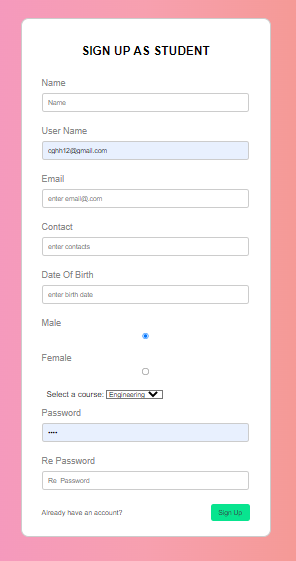 SIGN UP AS STUDENT
Name
Name
User Name
cghh12@gmail.com
Email
enter email@.com
Contact
enter contacts
Date Of Birth
enter birth date
Male
Female
Select a course: Engineering
Password
••••
Re Password
Re Password
Already have an account? Sign Up